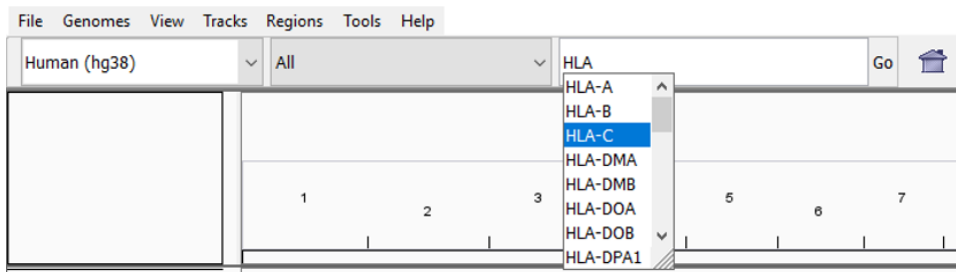 File Genomes View Tracks Regions Tools Help
Human (hg38) All HLA Go
HLA-A
HLA-B
HLA-C
HLA-DMA
HLA-DMB
HLA-DOA
HLA-DOB
HLA-DPA1
1 2 3 5 6 7